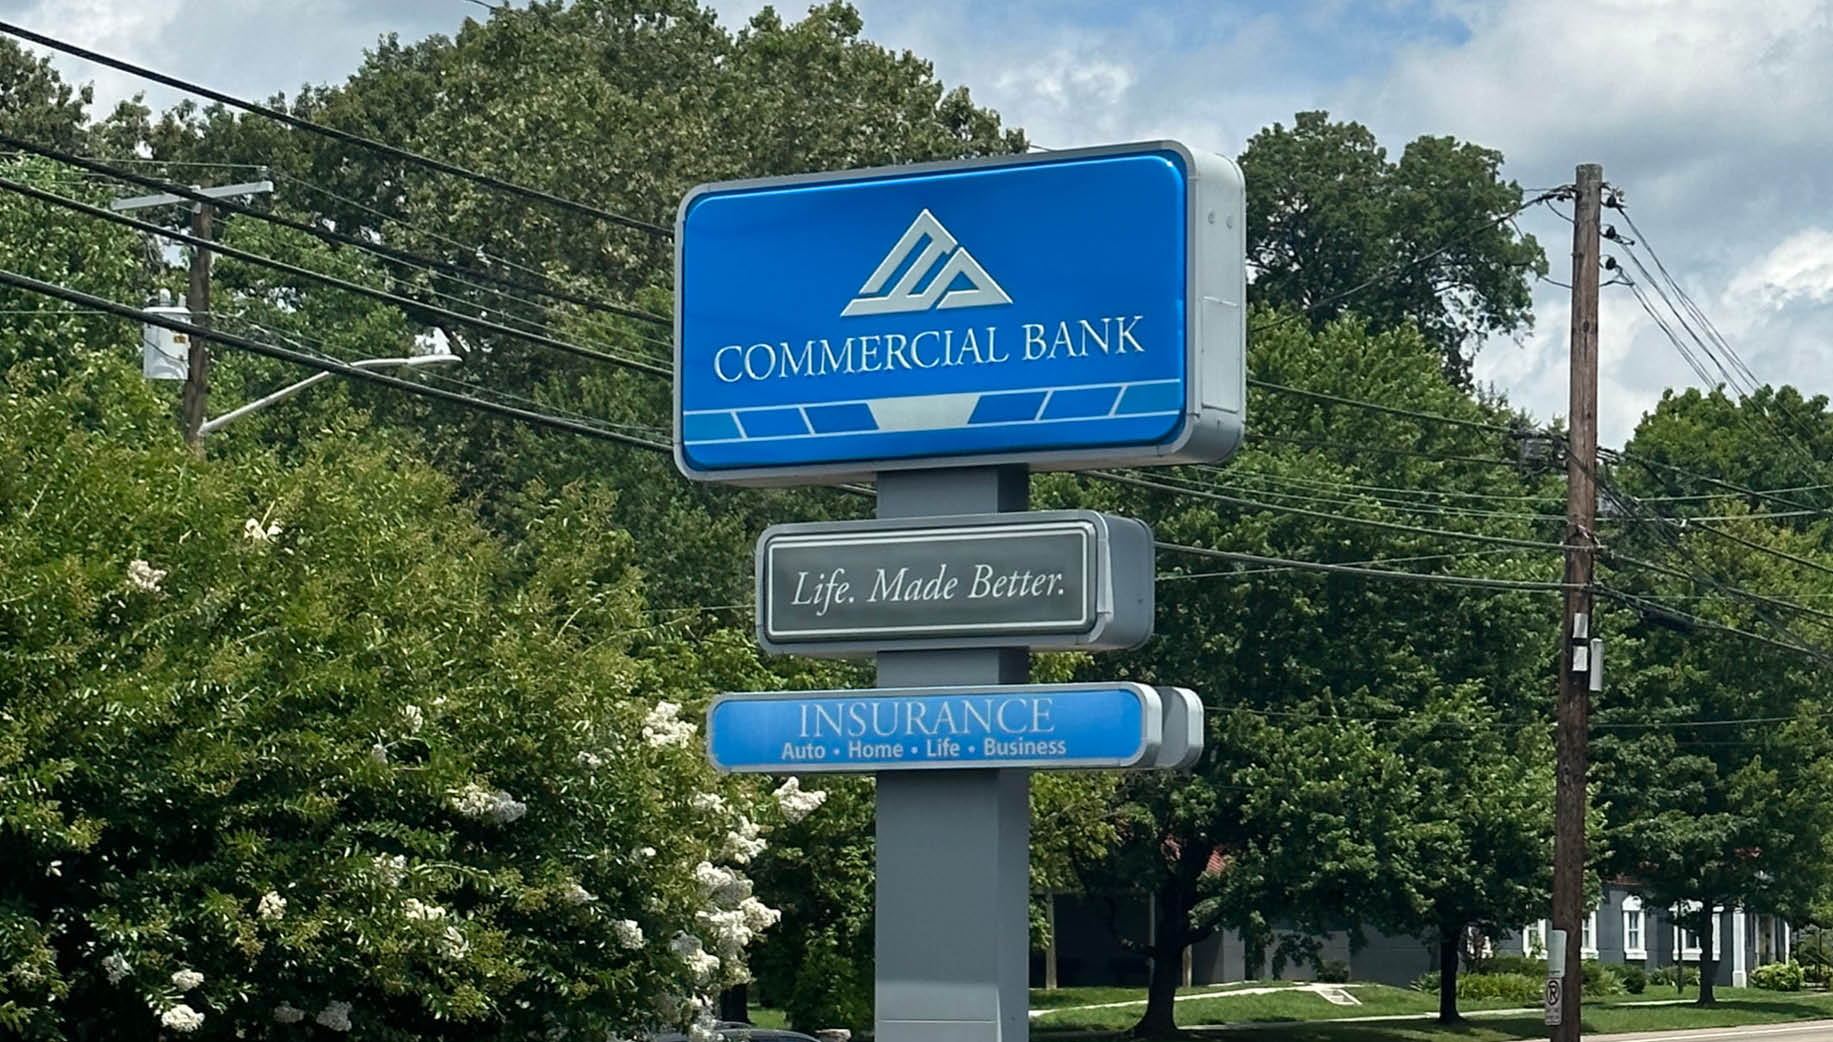 COMMERCIAL BANK
Life. Made Better.
INSURANCE
Auto • Home • Life • Business